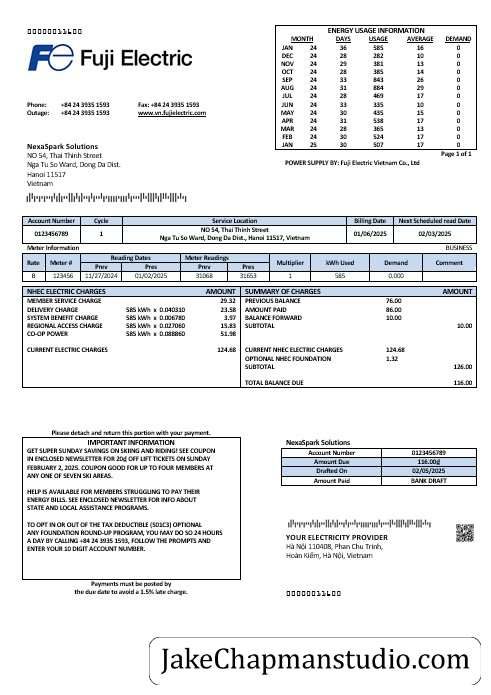 00000011600
Fuji Electric
Phone: +84 24 3935 1593 Fax: +84 24 3935 1593
Outage: +84 24 3935 1593 www.vn.fujielectric.com
NexaSpark Solutions
NO 54, Thai Thinh Street
Nga Tu So Ward, Dong Da Dist.
Hanoi 11517
Vietnam
ENERGY USAGE INFORMATION
MONTH DAYS USAGE AVERAGE DEMAND
JAN 24 36 585 16 0
DEC 24 28 282 10 0
NOV 24 29 381 13 0
OCT 24 28 385 14 0
SEP 24 33 843 26 0
AUG 24 31 884 29 0
JUL 24 28 469 17 0
JUN 24 33 335 10 0
MAY 24 30 435 15 0
APR 24 31 538 17 0
MAR 24 28 365 13 0
FEB 24 30 524 17 0
JAN 25 30 507 17 0
Page 1 of 1
POWER SUPPLY BY: Fuji Electric Vietnam Co., Ltd
Account Number Cycle Service Location Billing Date Next Scheduled read Date
0123456789 1 NO 54, Thai Thinh Street 01/06/2025 02/03/2025
Nga Tu So Ward, Dong Da Dist., Hanoi 11517, Vietnam
Meter Information BUSINESS
Rate Meter # Reading Dates Meter Readings Multiplier kWh Used Demand Comment
Prev Pres Prev Pres
B 123456 11/27/2024 01/02/2025 31068 31653 1 585 0.000
NHEC ELECTRIC CHARGES AMOUNT
MEMBER SERVICE CHARGE 29.32
DELIVERY CHARGE 585 kWh x 0.040310 23.58
SYSTEM BENEFIT CHARGE 585 kWh x 0.006780 3.97
REGIONAL ACCESS CHARGE 585 kWh x 0.027060 15.83
CO-OP POWER 585 kWh x 0.088860 51.98
CURRENT ELECTRIC CHARGES 124.68
SUMMARY OF CHARGES AMOUNT
PREVIOUS BALANCE 76.00
AMOUNT PAID 86.00
BALANCE FORWARD 10.00
SUBTOTAL 10.00
CURRENT NHEC ELECTRIC CHARGES 124.68
OPTIONAL NHEC FOUNDATION 1.32
SUBTOTAL 126.00
TOTAL BALANCE DUE 116.00
Please detach and return this portion with your payment.
IMPORTANT INFORMATION
GET SUPER SUNDAY SAVINGS ON SKIING AND RIDING! SEE COUPON
IN ENCLOSED NEWSLETTER FOR 20₫ OFF LIFT TICKETS ON SUNDAY
FEBRUARY 2, 2025. COUPON GOOD FOR UP TO FOUR MEMBERS AT
ANY ONE OF SEVEN SKI AREAS.
HELP IS AVAILABLE FOR MEMBERS STRUGGLING TO PAY THEIR
ENERGY BILLS. SEE ENCLOSED NEWSLETTER FOR INFO ABOUT
STATE AND LOCAL ASSISTANCE PROGRAMS.
TO OPT IN OR OUT OF THE TAX DEDUCTIBLE (501C3) OPTIONAL
ANY FOUNDATION ROUND-UP PROGRAM, YOU MAY DO SO 24 HOURS
A DAY BY CALLING +84 24 3935 1593, FOLLOW THE PROMPTS AND
ENTER YOUR 10 DIGIT ACCOUNT NUMBER.
Payments must be posted by
the due date to avoid a 1.5% late charge.
NexaSpark Solutions
Account Number 0123456789
Amount Due 116.00₫
Drafted On 02/05/2025
Amount Paid BANK DRAFT
YOUR ELECTRICITY PROVIDER
Hà Nội 110408, Phan Chu Trinh,
Hoàn Kiếm, Hà Nội, Vietnam
00000011600
JakeChapmanstudio.com